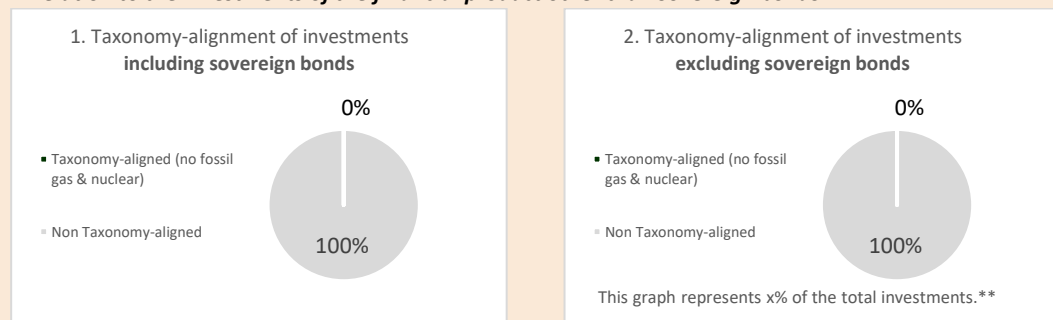 1. Taxonomy-alignment of investments
including sovereign bonds
0%
Taxonomy-aligned (no fossil
gas & nuclear)
Non Taxonomy-aligned
100%
2. Taxonomy-alignment of investments
excluding sovereign bonds
0%
Taxonomy-aligned (no fossil
gas & nuclear)
Non Taxonomy-aligned
100%
This graph represents x% of the total investments.**